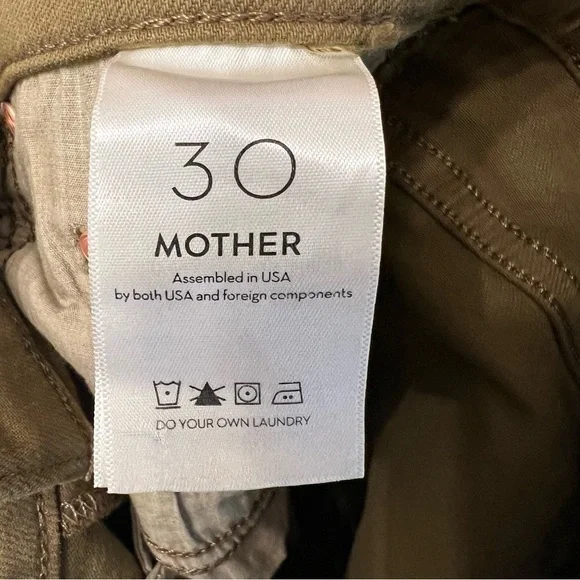 30
MOTHER
Assembled in USA
by both USA and foreign components
DO YOUR OWN LAUNDRY